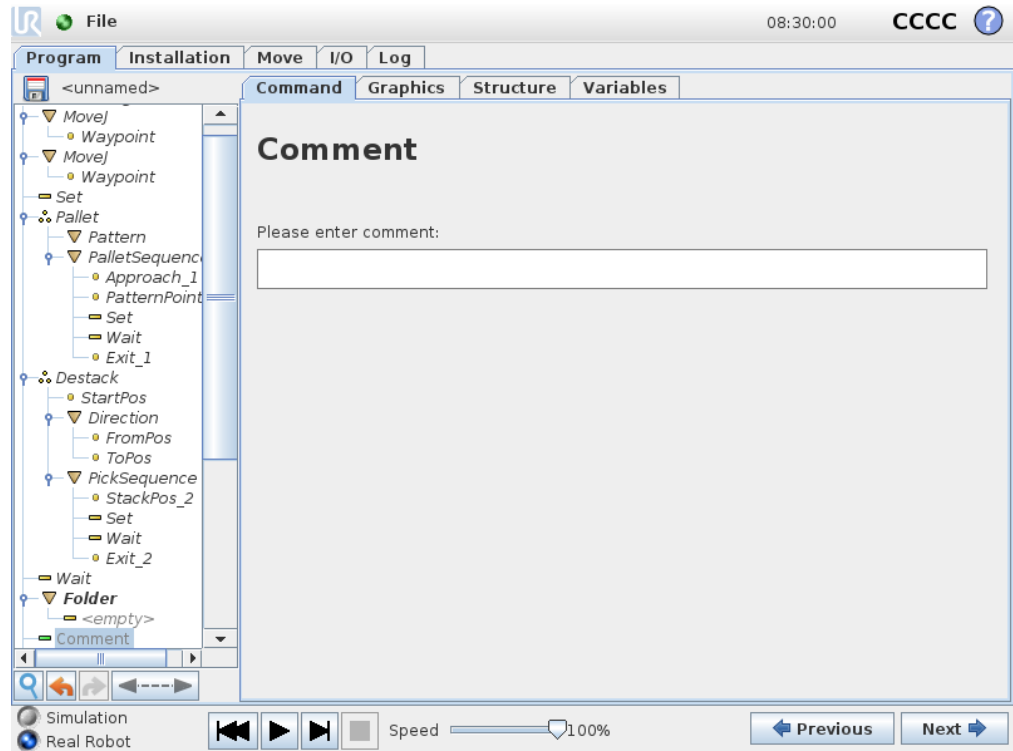 UR File 08:30:00 CCCC ?
Program Installation Move I/O Log
<unnamed> Command Graphics Structure Variables
MoveJ
Waypoint
MoveJ
Waypoint
Set
Pallet
Pattern
PalletSequenc
Approach_1
PatternPoint
Set
Wait
Exit_1
Destack
StartPos
Direction
FromPos
ToPos
PickSequence
StackPos_2
Set
Wait
Exit_2
Wait
Folder
<empty>
Comment
Comment
Please enter comment:
Simulation
Real Robot
Speed 100%
Previous Next